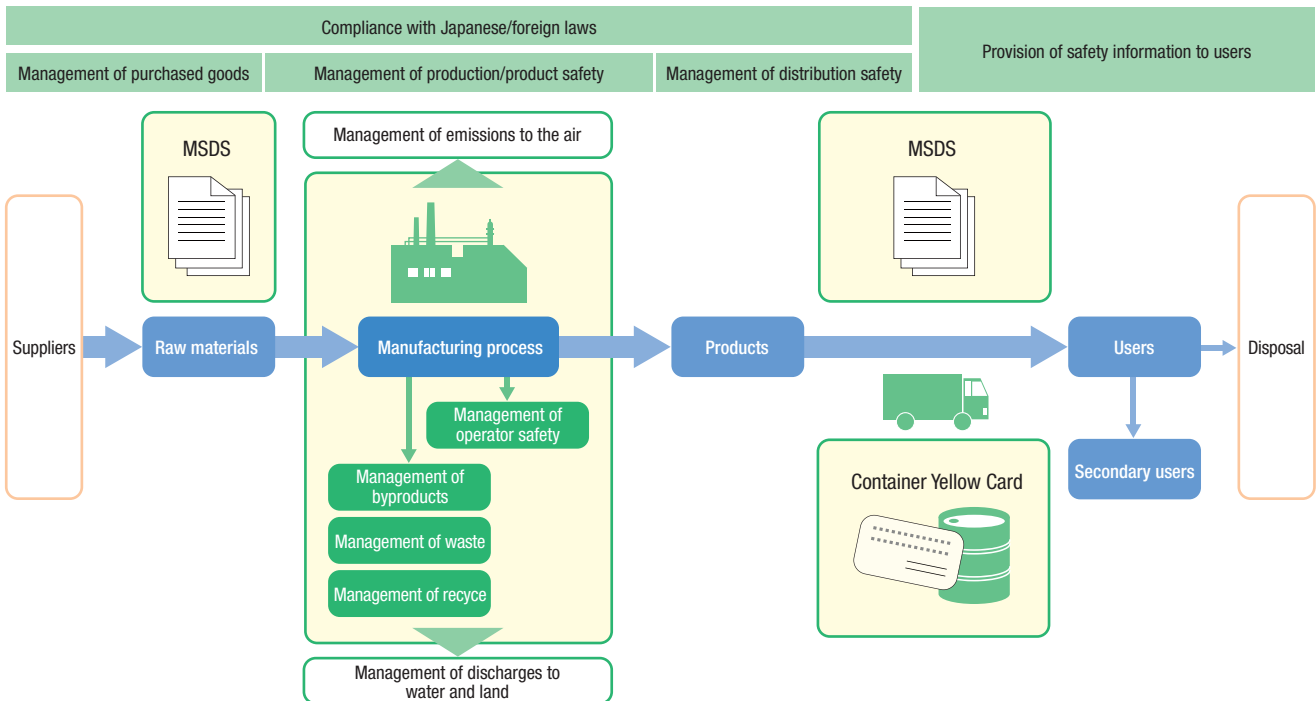 Compliance with Japanese/foreign laws
Provision of safety information to users
Management of purchased goods
Management of production/product safety
Management of distribution safety
MSDS
Management of emissions to the air
MSDS
Suppliers
Raw materials
Manufacturing process
Products
Users
Disposal
Management of
operator safety
Management of
byproducts
Management of waste
Management of recyce
Secondary users
Container Yellow Card
Management of discharges to
water and land